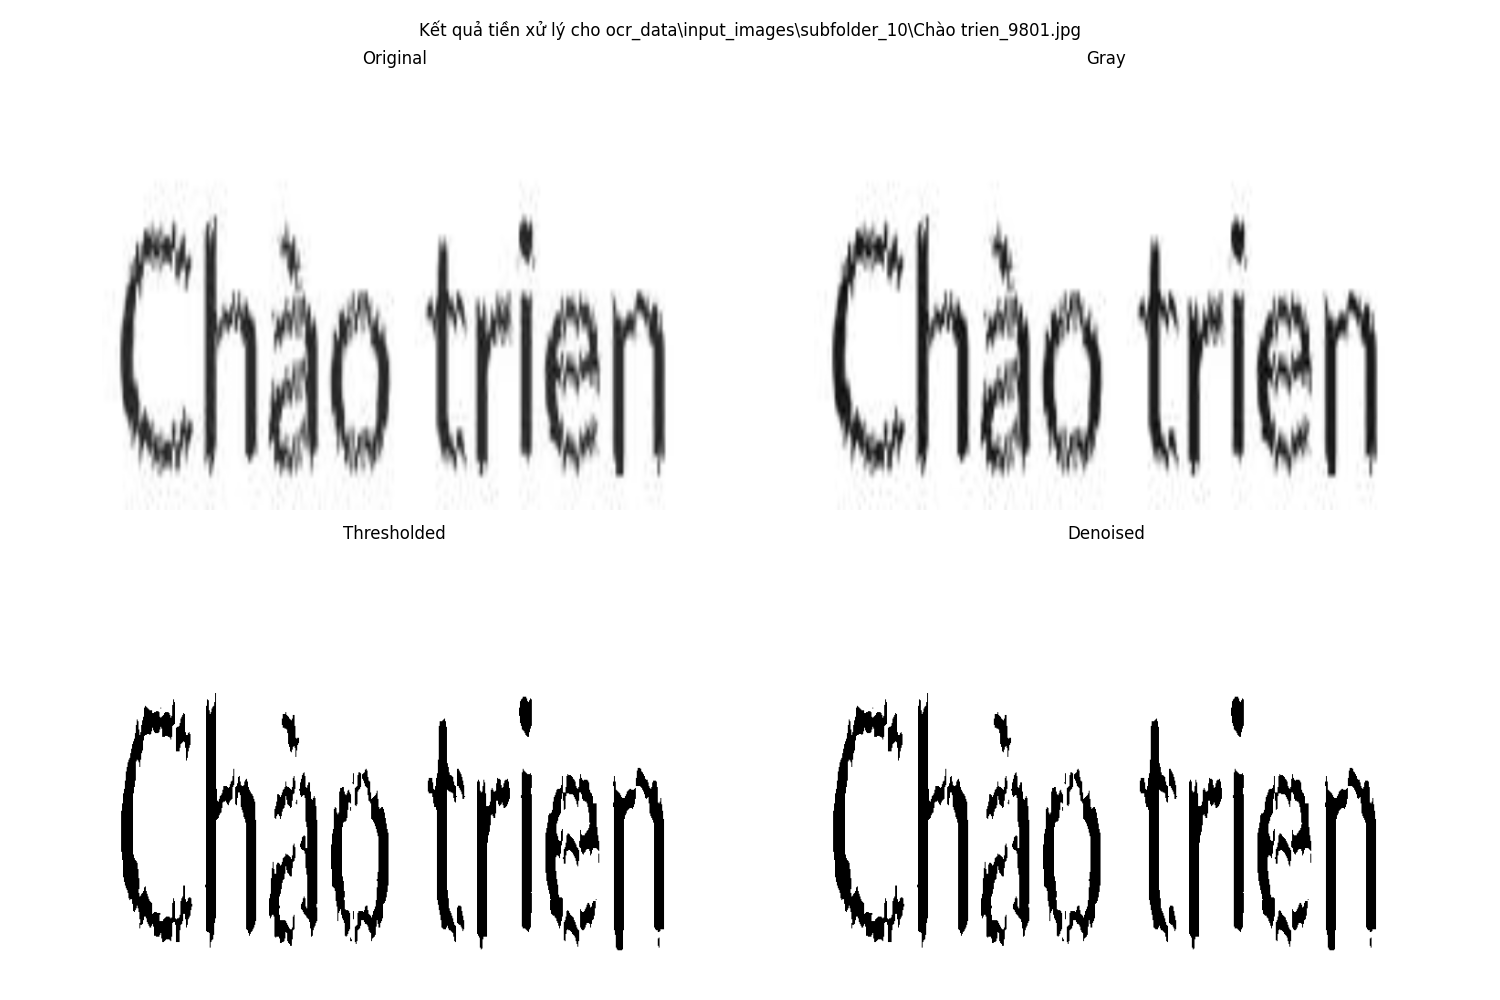 Kết quả tiền xử lý cho ocr_data\input_images\subfolder_10\Chào trien_9801.jpg
Original
Gray
Chào trien
Chào trien
Thresholded
Denoised
Chào trien
Chào trien